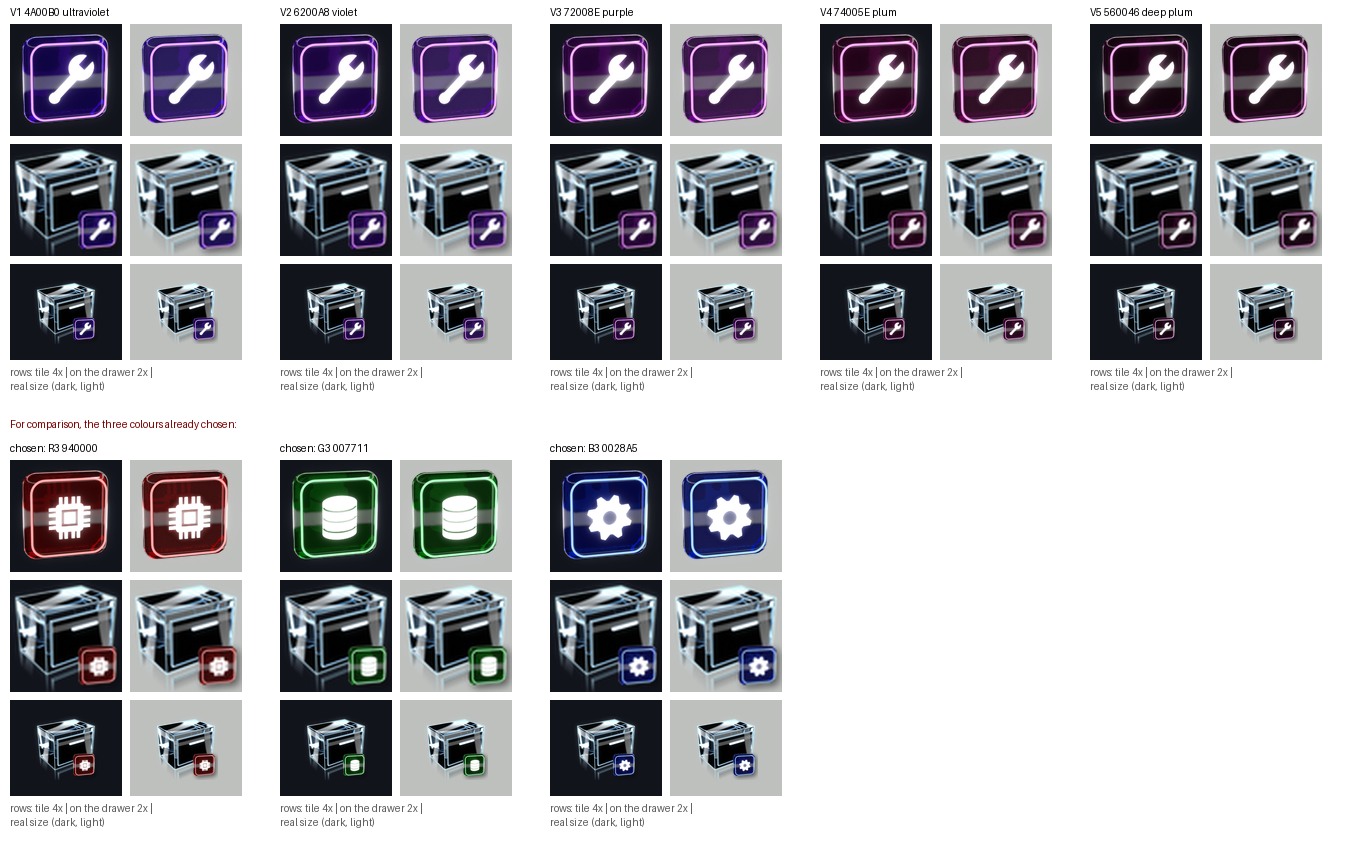 V1 4A00B0 ultraviolet
V2 6200A8 violet
V3 72008E purple
V4 74005E plum
V5 560046 deep plum
rows: tile 4x | on the drawer 2x |
real size (dark, light)
rows: tile 4x | on the drawer 2x |
real size (dark, light)
rows: tile 4x | on the drawer 2x |
real size (dark, light)
rows: tile 4x | on the drawer 2x |
real size (dark, light)
rows: tile 4x | on the drawer 2x |
real size (dark, light)
For comparison, the three colours already chosen:
chosen: R3 940000
chosen: G3 007711
chosen: B3 0028A5
rows: tile 4x | on the drawer 2x |
real size (dark, light)
rows: tile 4x | on the drawer 2x |
real size (dark, light)
rows: tile 4x | on the drawer 2x |
real size (dark, light)